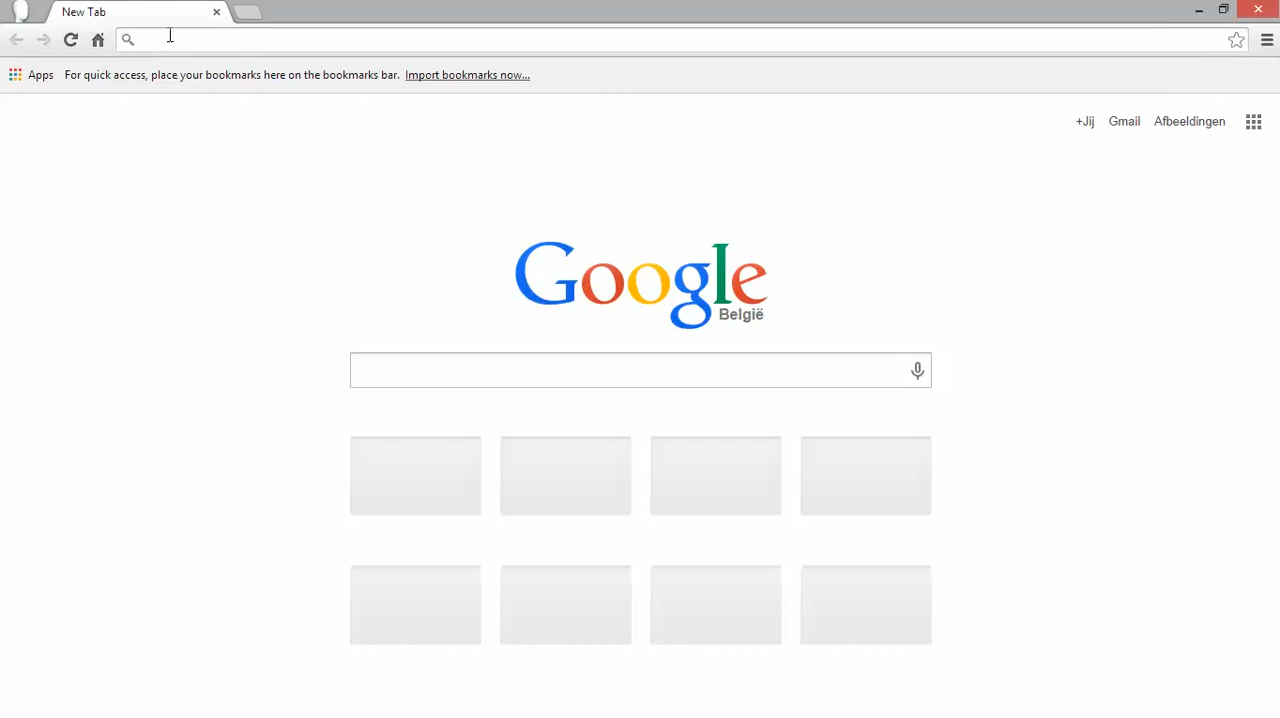 New Tab
Apps For quick access, place your bookmarks here on the bookmarks bar. Import bookmarks now...
+Jij Gmail Afbeeldingen
Google
België